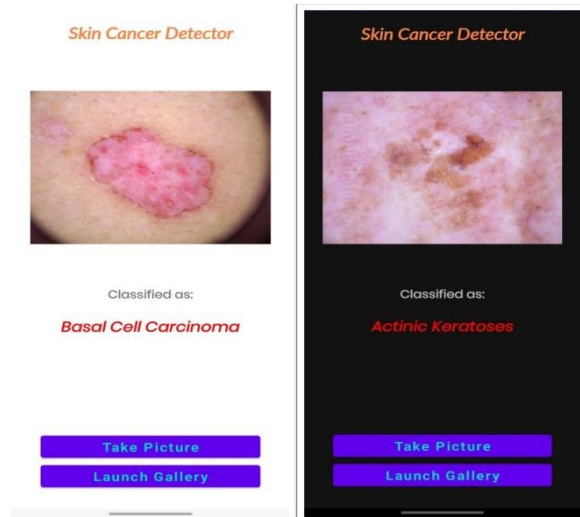 Skin Cancer Detector
Classified as:
Basal Cell Carcinoma
Take Picture
Launch Gallery
Skin Cancer Detector
Classified as:
Actinic Keratoses
Take Picture
Launch Gallery